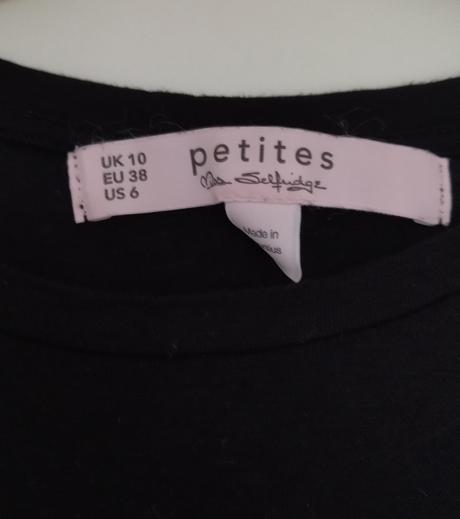 UK 10
EU 38
US 6
petites
Miss Selfridge
Made in